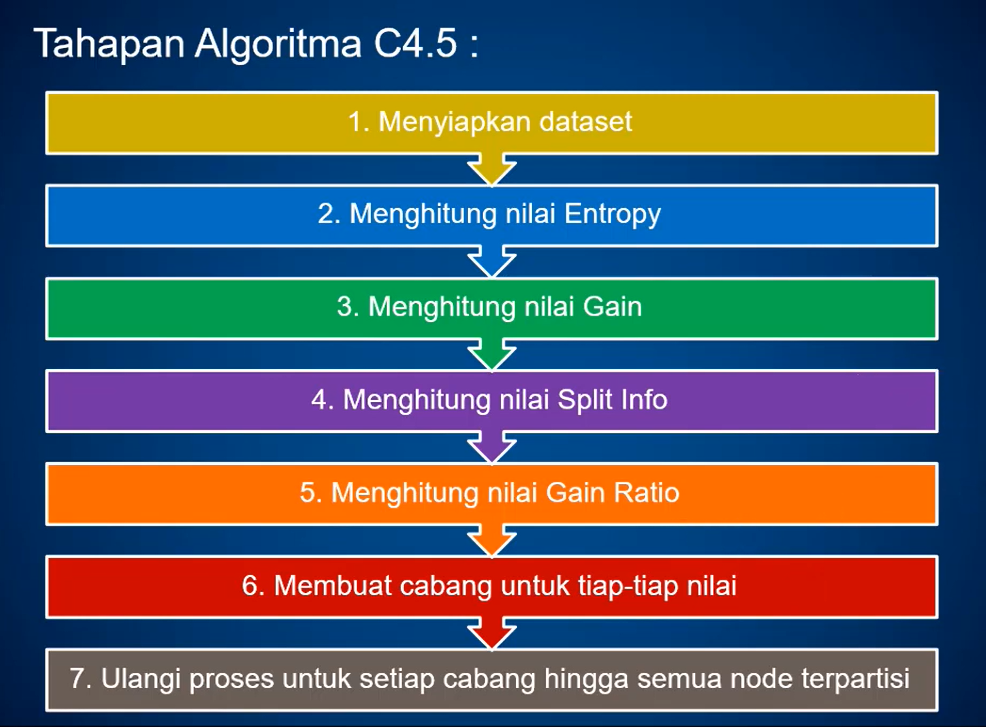 Tahapan Algoritma C4.5 :
1. Menyiapkan dataset
2. Menghitung nilai Entropy
3. Menghitung nilai Gain
4. Menghitung nilai Split Info
5. Menghitung nilai Gain Ratio
6. Membuat cabang untuk tiap-tiap nilai
7. Ulangi proses untuk setiap cabang hingga semua node terpartisi